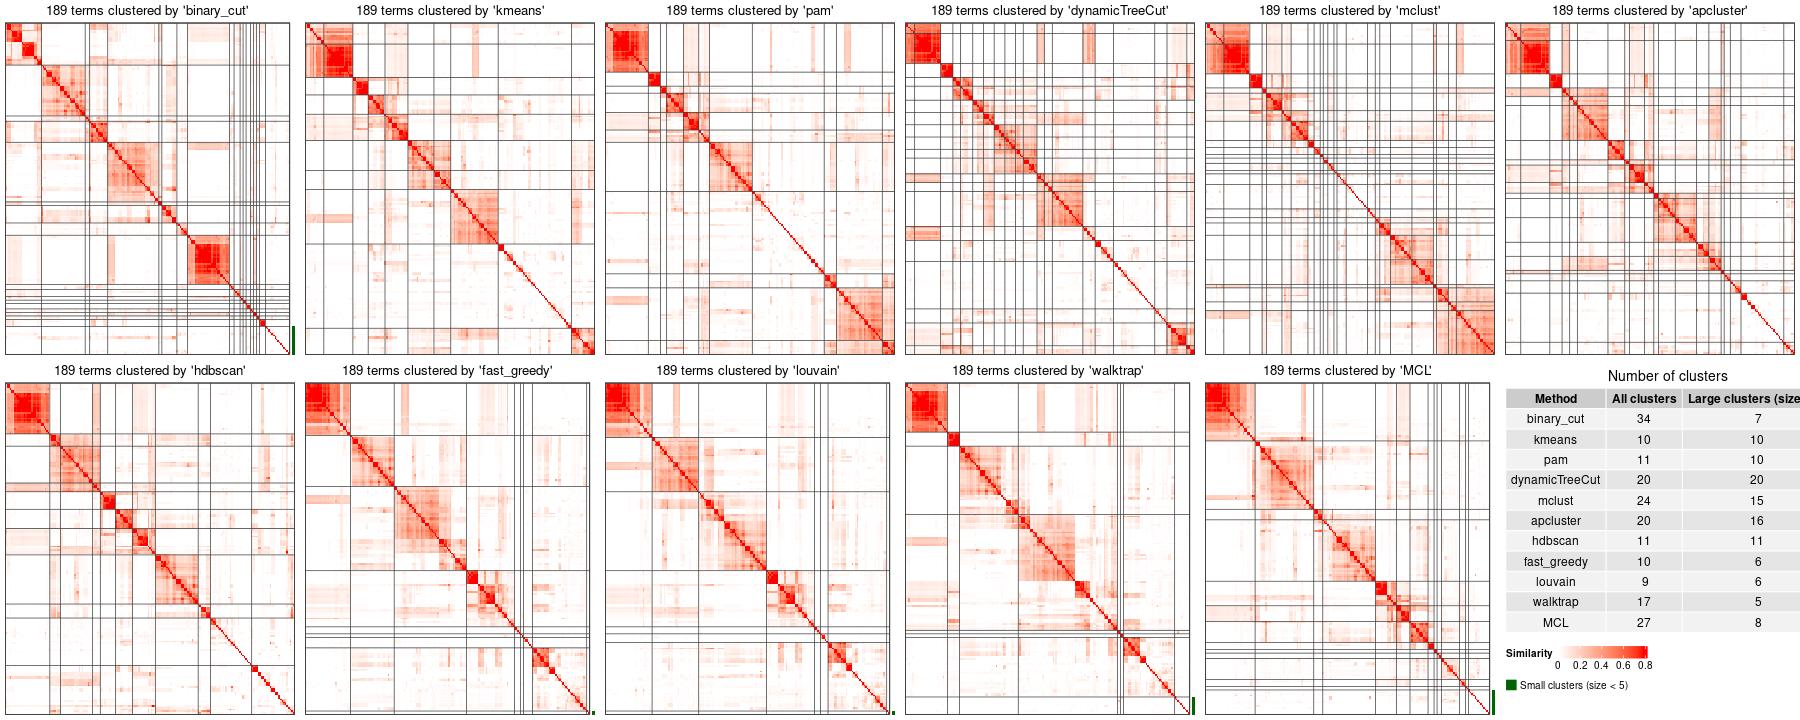 189 terms clustered by 'binary_cut'
189 terms clustered by 'kmeans'
189 terms clustered by 'pam'
189 terms clustered by 'dynamicTreeCut'
189 terms clustered by 'mclust'
189 terms clustered by 'apcluster'
189 terms clustered by 'hdbscan'
189 terms clustered by 'fast_greedy'
189 terms clustered by 'louvain'
189 terms clustered by 'walktrap'
189 terms clustered by 'MCL'
Number of clusters
Method All clusters Large clusters (size
binary_cut 34 7
kmeans 10 10
pam 11 10
dynamicTreeCut 20 20
mclust 24 15
apcluster 20 16
hdbscan 11 11
fast_greedy 10 6
louvain 9 6
walktrap 17 5
MCL 27 8
Similarity
0 0.2 0.4 0.6 0.8
Small clusters (size < 5)